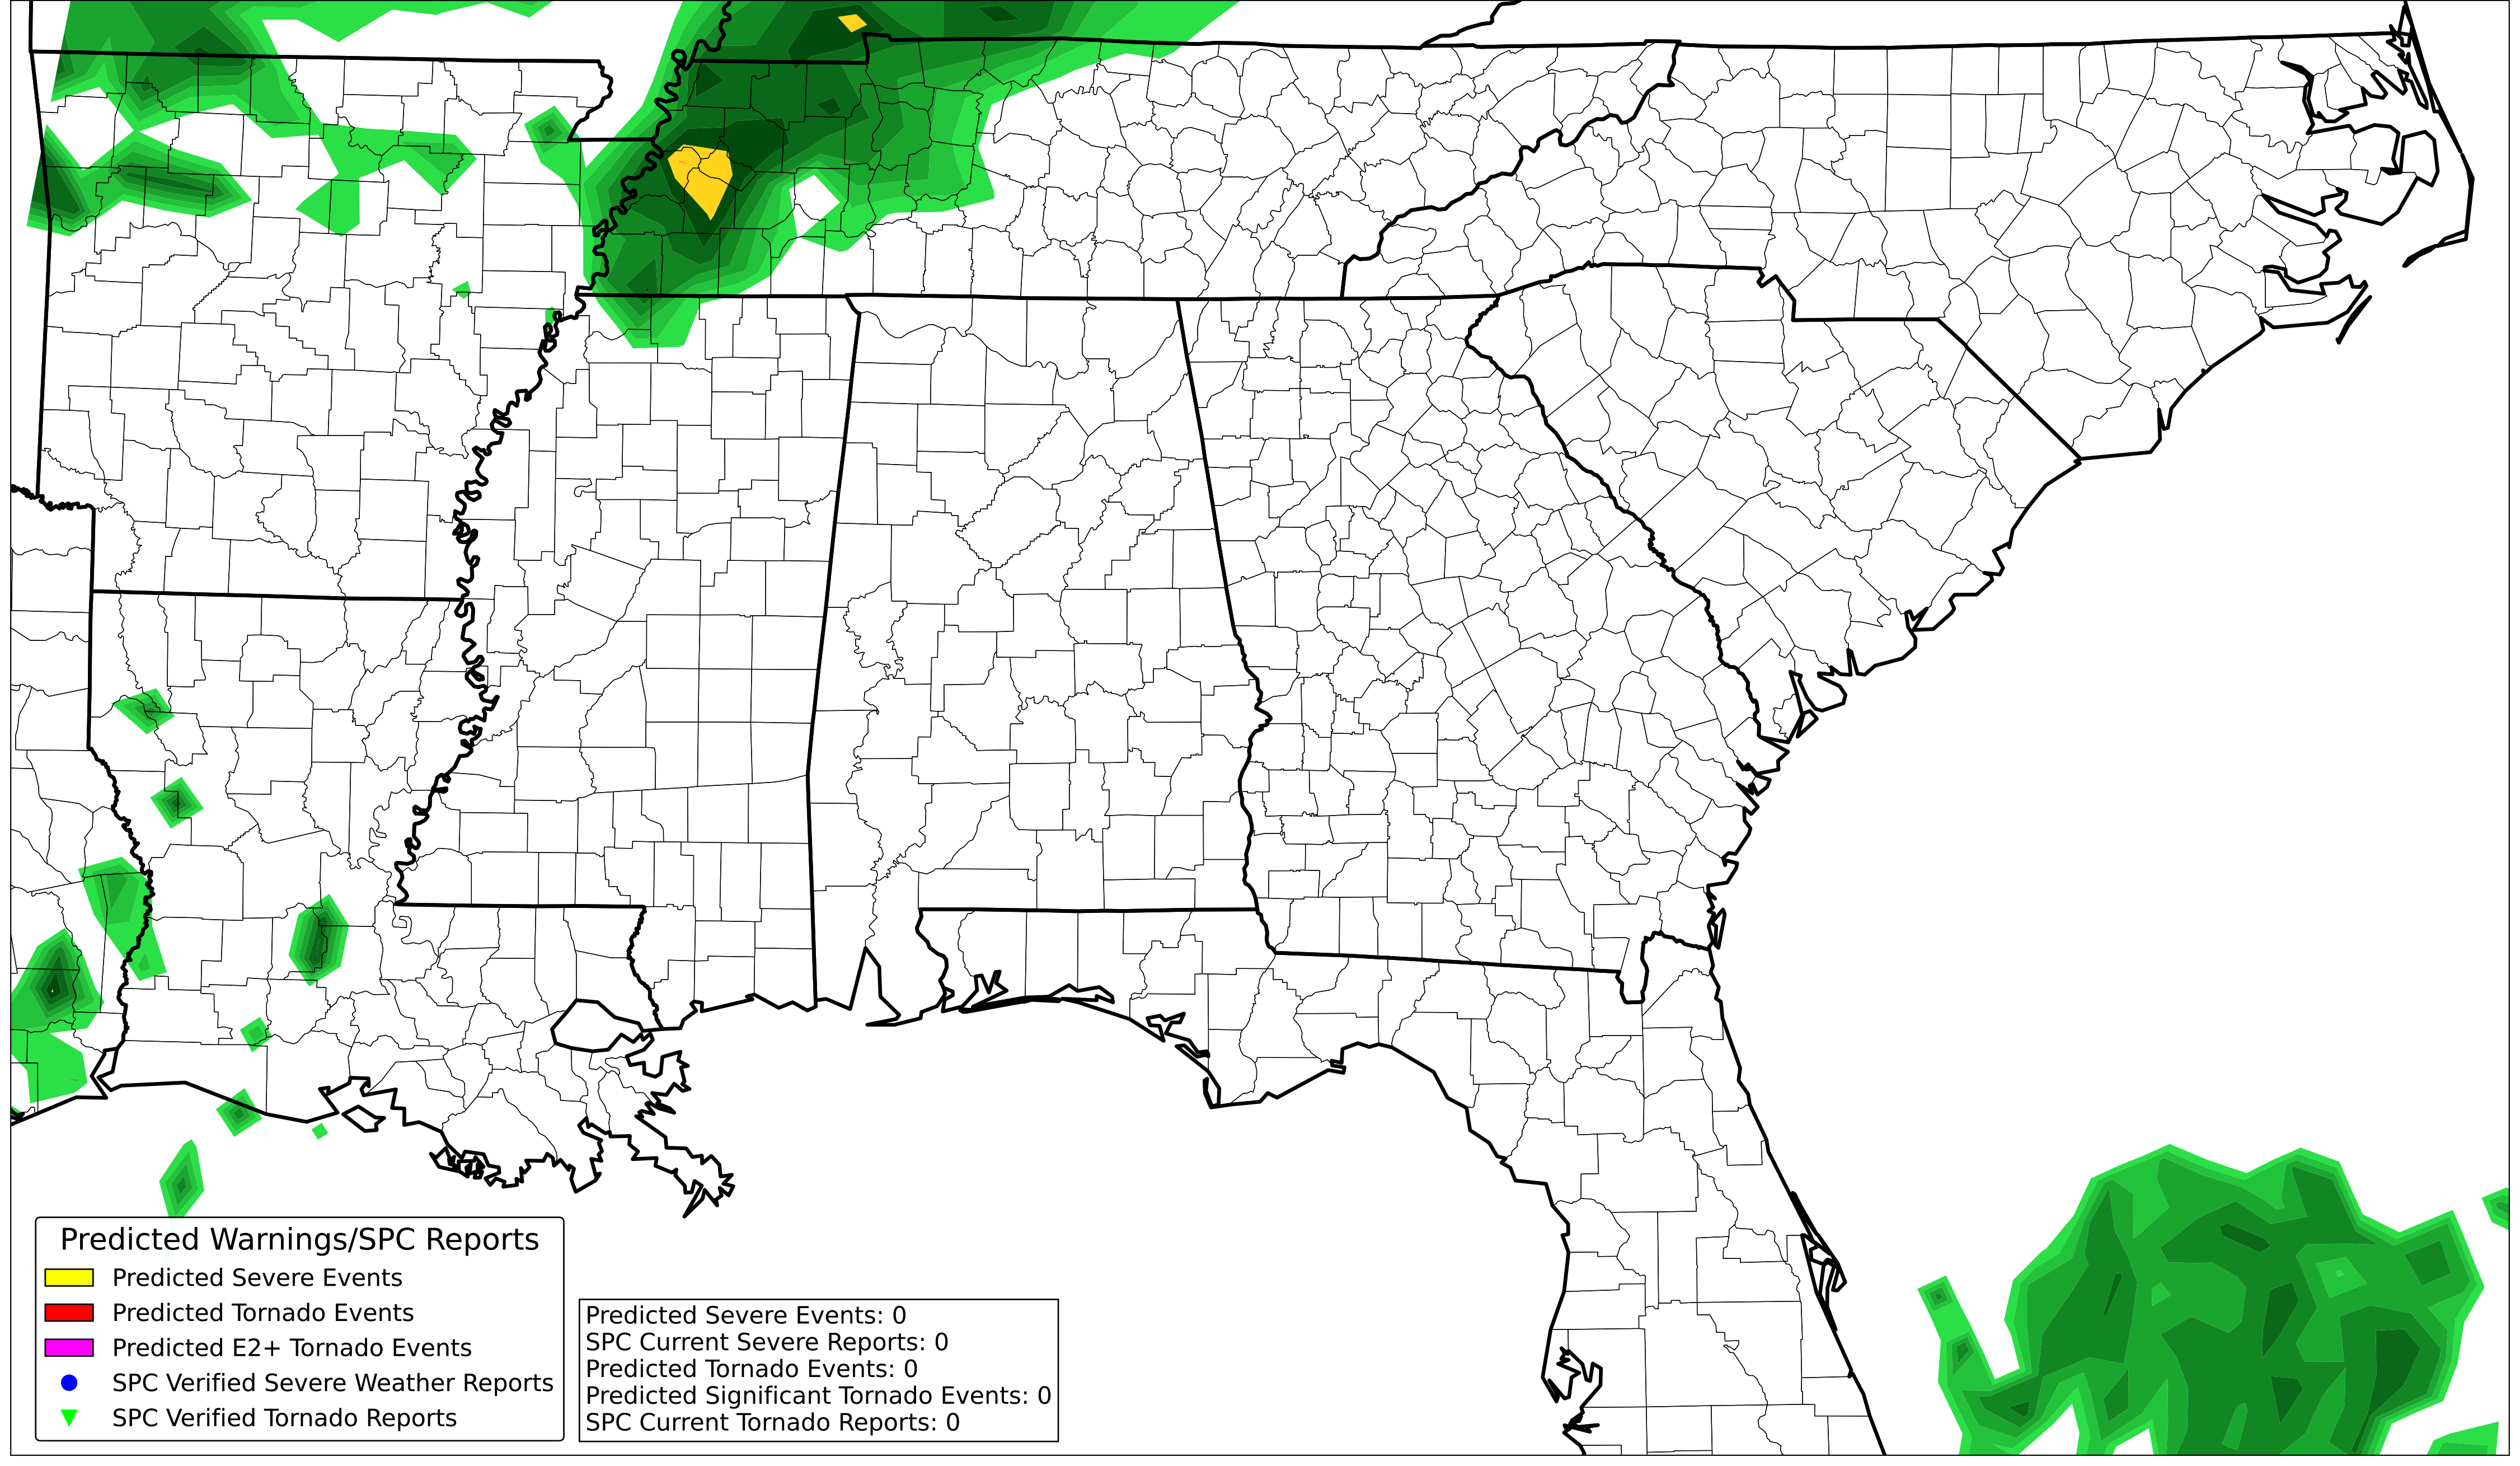 Predicted Warnings/SPC Reports
Predicted Severe Events
Predicted Tornado Events
Predicted E2+ Tornado Events
SPC Verified Severe Weather Reports
SPC Verified Tornado Reports
Predicted Severe Events: 0
SPC Current Severe Reports: 0
Predicted Tornado Events: 0
Predicted Significant Tornado Events: 0
SPC Current Tornado Reports: 0